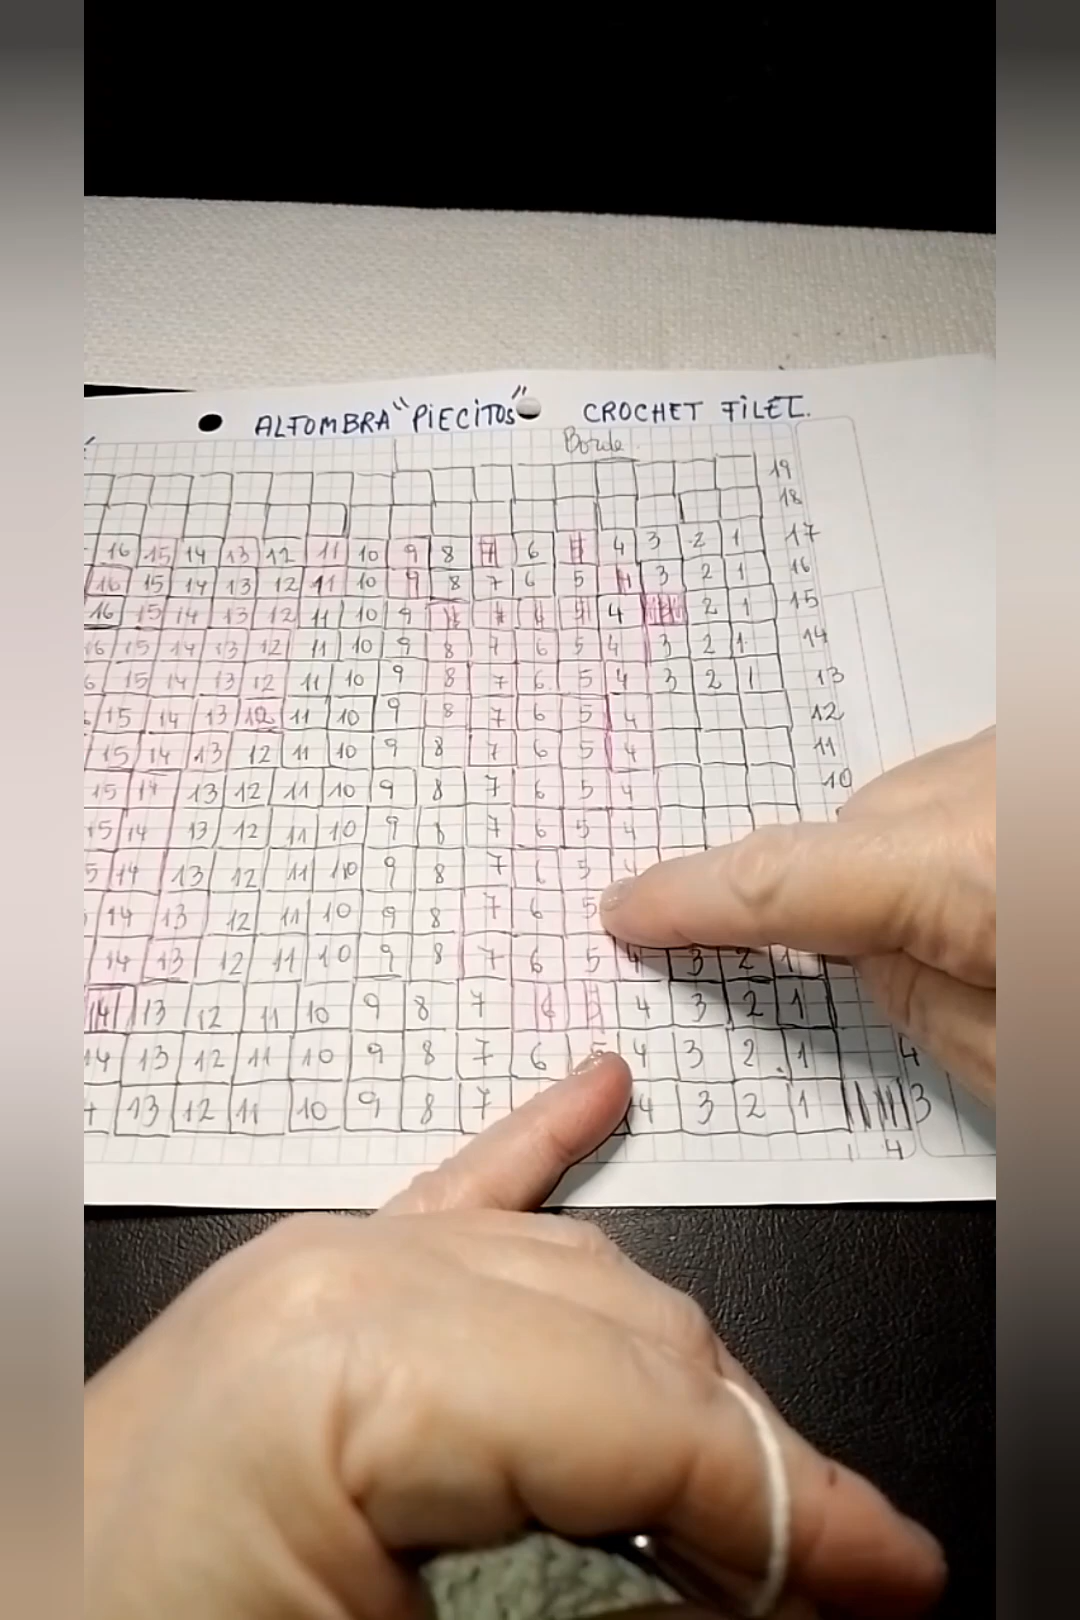 ALFOMBRA "PIECITOS" CROCHET FILET.
Borde
19
18
16 15 14 13 12 11 10 9 8 7 6 4 3 2 1 17
16 15 14 13 12 11 10 9 8 7 6 5 4 3 2 1 16
16 15 14 13 12 11 10 9 4 2 1 15
16 15 14 13 12 11 10 9 8 7 6 5 4 3 2 1 14
6 15 14 13 12 11 10 9 8 7 6 5 4 3 2 1 13
15 14 13 12 11 10 9 8 7 6 5 4 12
15 14 13 12 11 10 9 8 7 6 5 4 11
15 14 13 12 11 10 9 8 7 6 5 4 10
15 14 13 12 11 10 9 8 7 6 5 4
5 14 13 12 11 10 9 8 7 6 5 4
14 13 12 11 10 9 8 7 6 5
14 13 12 11 10 9 8 7 6 5 4 3 2 1
14 13 12 11 10 9 8 7 6 5 4 3 2 1
14 13 12 11 10 9 8 7 6 5 4 3 2 1 4
13 12 11 10 9 8 7 4 3 2 1 3
1 4